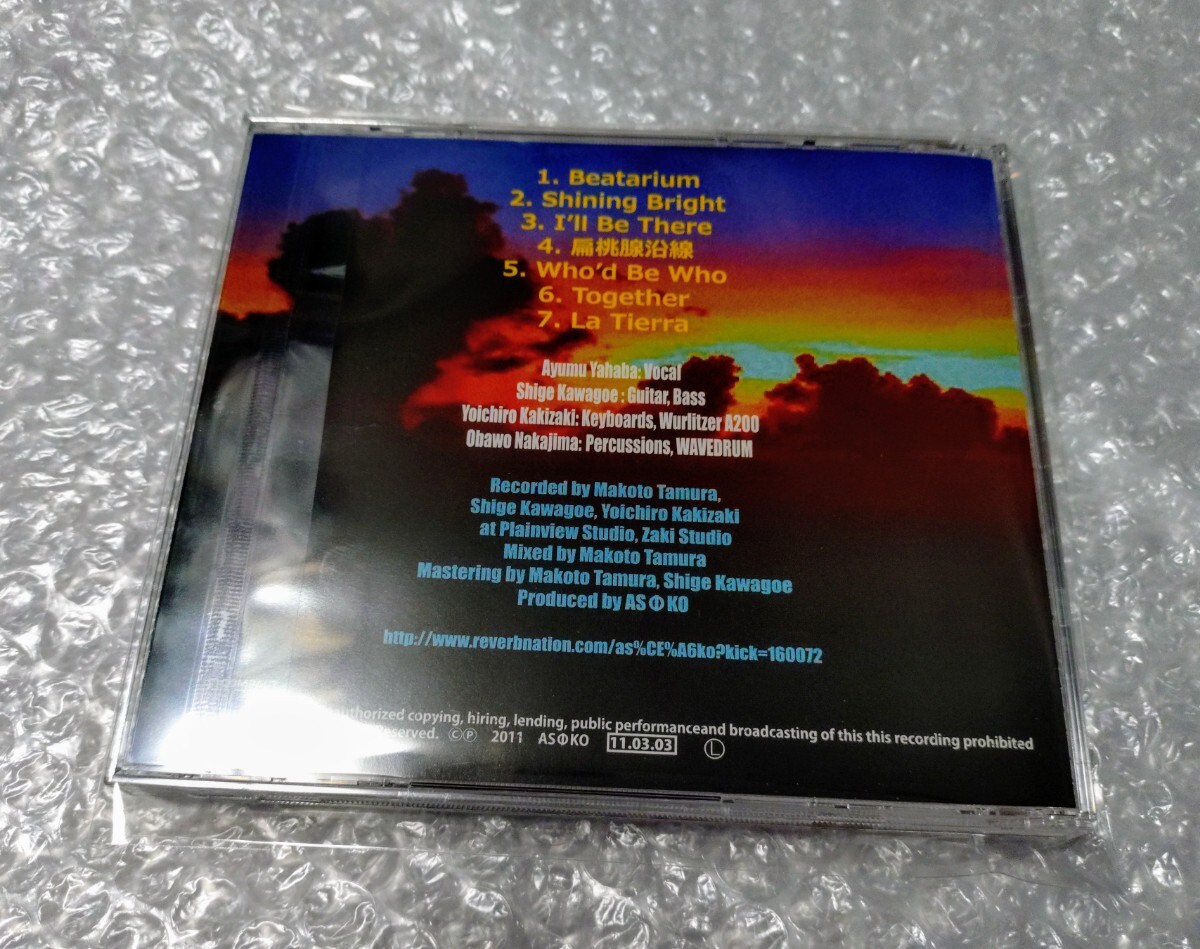 1. Beatarium
2. Shining Bright
3. I'll Be There
4. 扁桃腺沿線
5. Who'd Be Who
6. Together
7. La Tierra
Ayumu Yahaba: Vocal
Shige Kawagoe : Guitar, Bass
Yoichiro Kakizaki: Keyboards, Wurlitzer A200
Obawo Nakajima: Percussions, WAVEDRUM
Recorded by Makoto Tamura,
Shige Kawagoe, Yoichiro Kakizaki
at Plainview Studio, Zaki Studio
Mixed by Makoto Tamura
Mastering by Makoto Tamura, Shige Kawagoe
Produced by ASΦKO
http://www.reverbnation.com/as%CE%A6ko?kick=160072
copying, hiring, lending, public performanceand broadcasting of this this recording prohibited
©℗ 2011 ASΦKO 11.03.03 Ⓛ